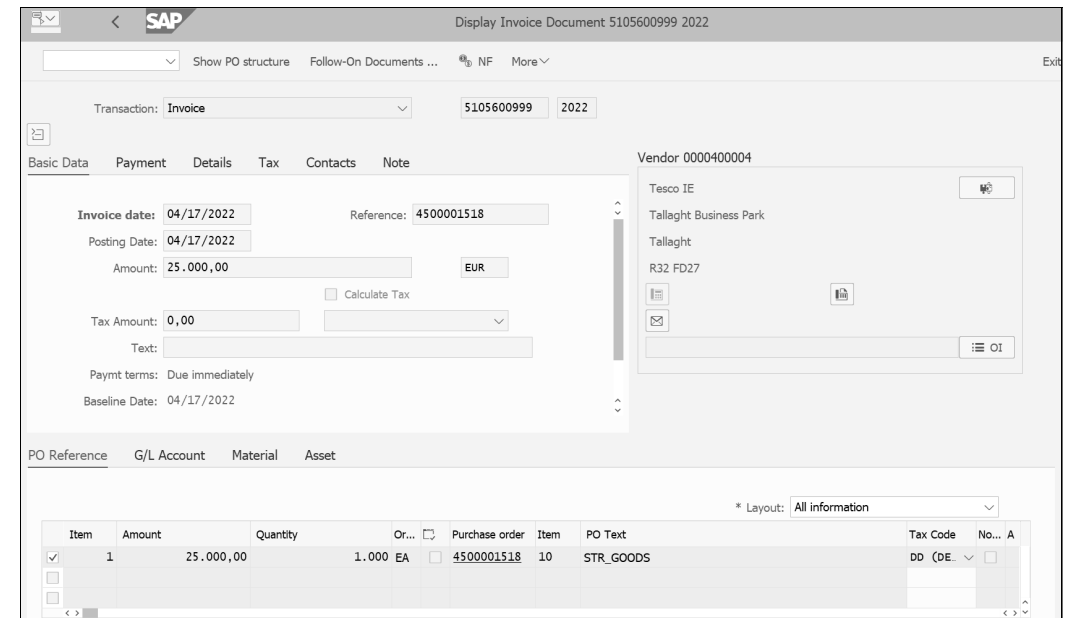 SAP
Display Invoice Document 5105600999 2022
Show PO structure Follow-On Documents ... NF More Exit
Transaction: Invoice 5105600999 2022
Basic Data Payment Details Tax Contacts Note
Vendor 0000400004
Tesco IE
Invoice date: 04/17/2022 Reference: 4500001518
Tallaght Business Park
Posting Date: 04/17/2022
Tallaght
Amount: 25.000,00 EUR
R32 FD27
Calculate Tax
Tax Amount: 0,00
Text:
OI
Paymt terms: Due immediately
Baseline Date: 04/17/2022
PO Reference G/L Account Material Asset
* Layout: All information
Item Amount Quantity Or... Purchase order Item PO Text Tax Code No... A
1 25.000,00 1.000 EA 4500001518 10 STR_GOODS DD (DE_